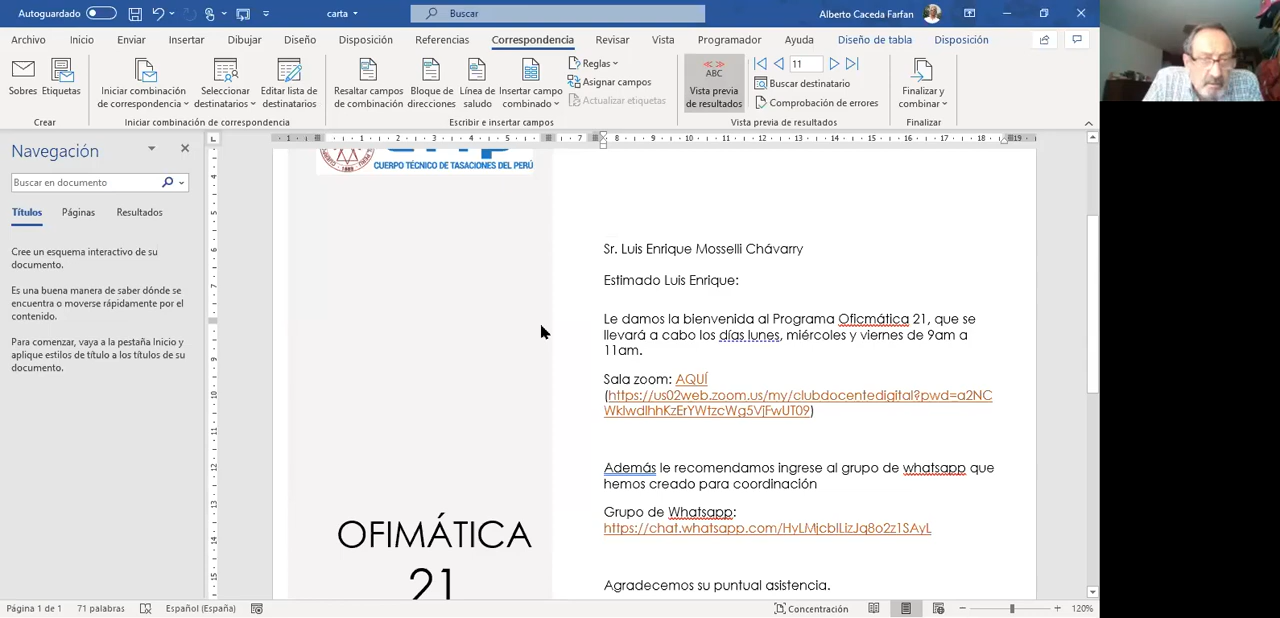 Autoguardado
carta
Buscar
Alberto Caceda Farfan
Archivo Inicio Enviar Insertar Dibujar Diseño Disposición Referencias Correspondencia Revisar Vista Programador Ayuda Diseño de tabla Disposición
Sobres
Etiquetas
Iniciar combinación de correspondencia
Seleccionar destinatarios
Editar lista de destinatarios
Resaltar campos de combinación
Bloque de direcciones
Línea de saludo
Insertar campo combinado
Reglas
Asignar campos
Actualizar etiquetas
ABC
Vista previa de resultados
11
Buscar destinatario
Comprobación de errores
Finalizar y combinar
Crear
Iniciar combinación de correspondencia
Escribir e insertar campos
Vista previa de resultados
Finalizar
Navegación
Buscar en documento
Títulos Páginas Resultados
Cree un esquema interactivo de su
documento.
Es una buena manera de saber dónde se
encuentra o moverse rápidamente por el
contenido.
Para comenzar, vaya a la pestaña Inicio y
aplique estilos de título a los títulos de su
documento.
CUERPO TÉCNICO DE TASACIONES DEL PERÚ
OFIMÁTICA
21
Sr. Luis Enrique Mosselli Chávarry
Estimado Luis Enrique:
Le damos la bienvenida al Programa Oficmática 21, que se
llevará a cabo los días lunes, miércoles y viernes de 9am a
11am.
Sala zoom: AQUÍ
(https://us02web.zoom.us/my/clubdocentedigital?pwd=a2NC
Además le recomendamos ingrese al grupo de whatsapp que
hemos creado para coordinación
Grupo de Whatsapp:
Agradecemos su puntual asistencia.
Página 1 de 1 71 palabras Español (España) Concentración 120%